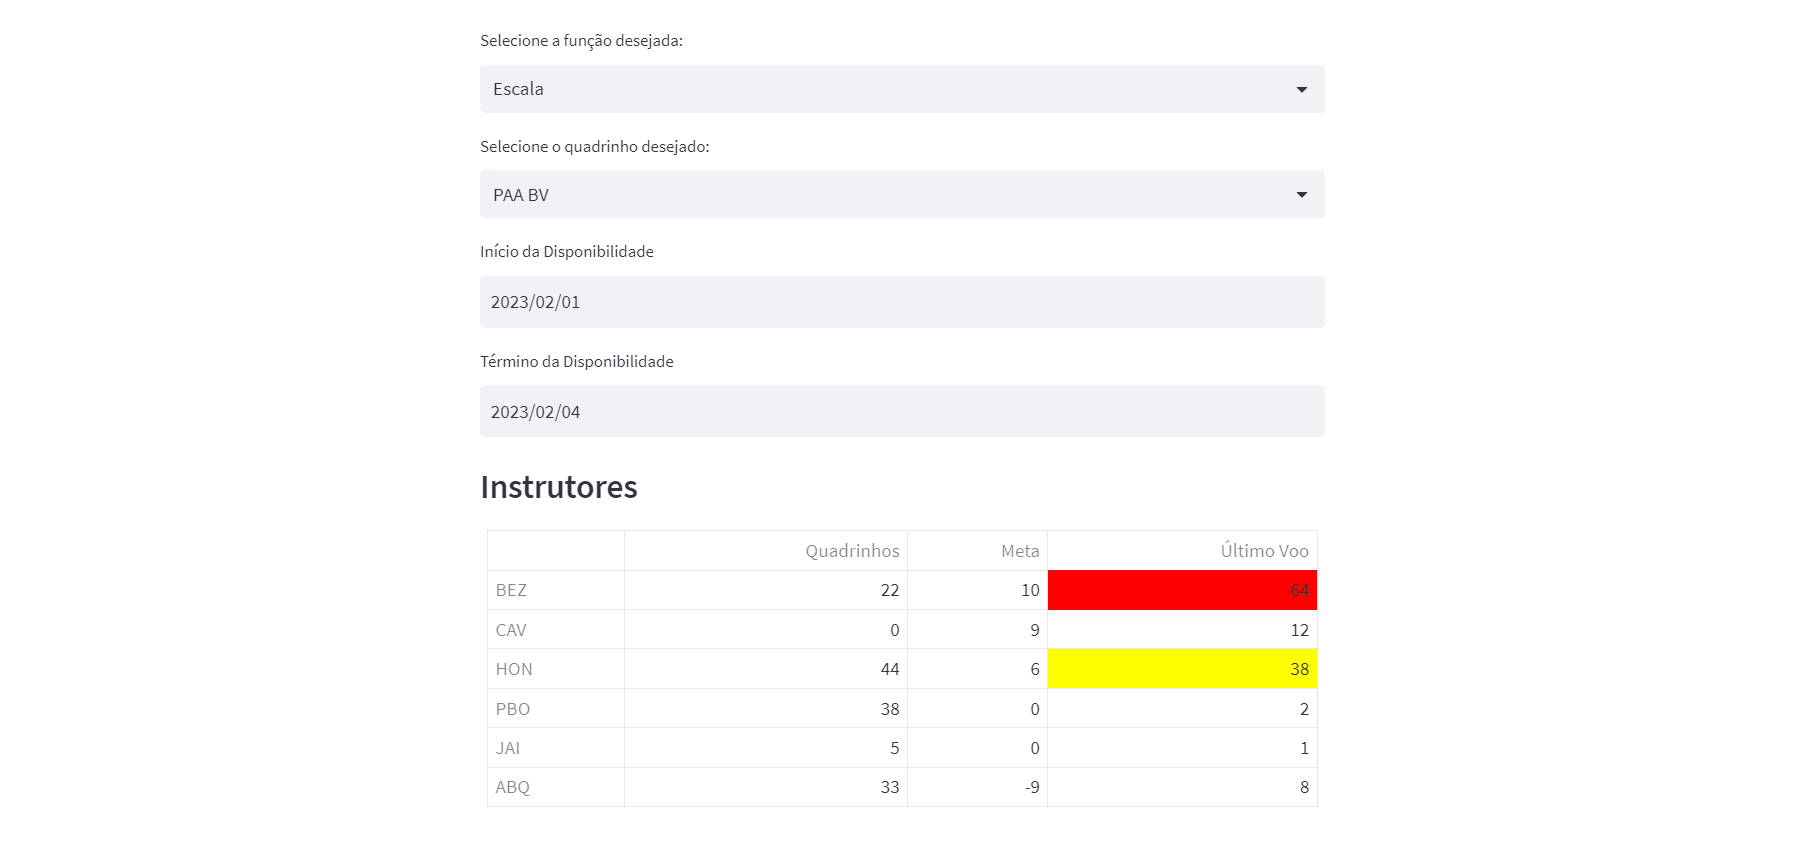 Selecione a função desejada:
Escala
Selecione o quadrinho desejado:
PAA BV
Início da Disponibilidade
2023/02/01
Término da Disponibilidade
2023/02/04
Instrutores
Quadrinhos Meta Último Voo
BEZ 22 10 64
CAV 0 9 12
HON 44 6 38
PBO 38 0 2
JAI 5 0 1
ABQ 33 -9 8